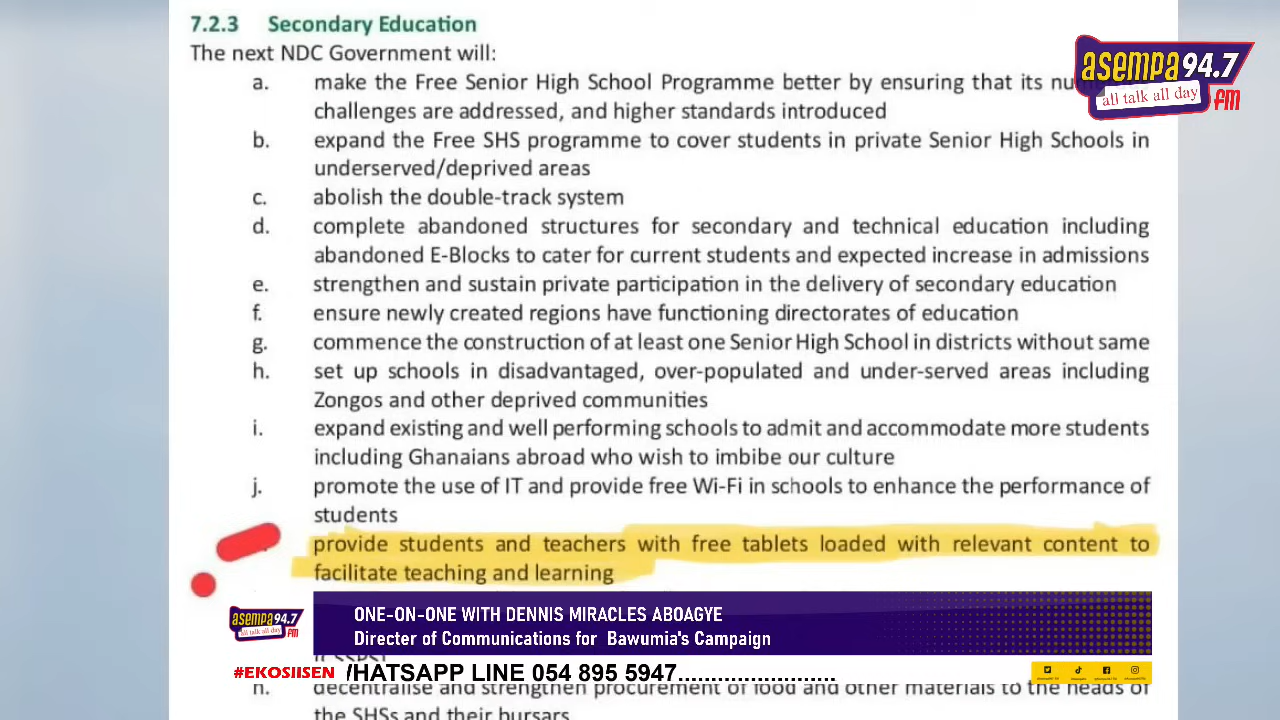 7.2.3 Secondary Education
The next NDC Government will:
a. make the Free Senior High School Programme better by ensuring that its
challenges are addressed, and higher standards introduced
b. expand the Free SHS programme to cover students in private Senior High Schools in
underserved/deprived areas
c. abolish the double-track system
d. complete abandoned structures for secondary and technical education including
abandoned E-Blocks to cater for current students and expected increase in admissions
e. strengthen and sustain private participation in the delivery of secondary education
f. ensure newly created regions have functioning directorates of education
g. commence the construction of at least one Senior High School in districts without same
h. set up schools in disadvantaged, over-populated and under-served areas including
Zongos and other deprived communities
i. expand existing and well performing schools to admit and accommodate more students
including Ghanaians abroad who wish to imbibe our culture
j. promote the use of IT and provide free Wi-Fi in schools to enhance the performance of
students
provide students and teachers with free tablets loaded with relevant content to
facilitate teaching and learning
asempa 94.7
all talk all day fm
asempa 94.7
all talk all day fm
ONE-ON-ONE WITH DENNIS MIRACLES ABOAGYE
Directer of Communications for Bawumia's Campaign
#EKOSIISEN HATSAPP LINE 054 895 5947........................
n. decentralise and strengthen procurement of food and other materials to the heads of
the SHSs and their bursars